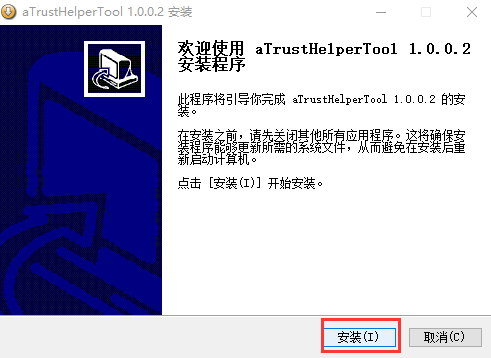 aTrustHelperTool 1.0.0.2 安装
欢迎使用 aTrustHelperTool 1.0.0.2
安装程序
此程序将引导你完成 aTrustHelperTool 1.0.0.2 的安
装。
在安装之前，请先关闭其他所有应用程序。这将确保安
装程序能够更新所需的系统文件，从而避免在安装后重
新启动计算机。
点击 [安装(I)] 开始安装。
安装(I)
取消(C)